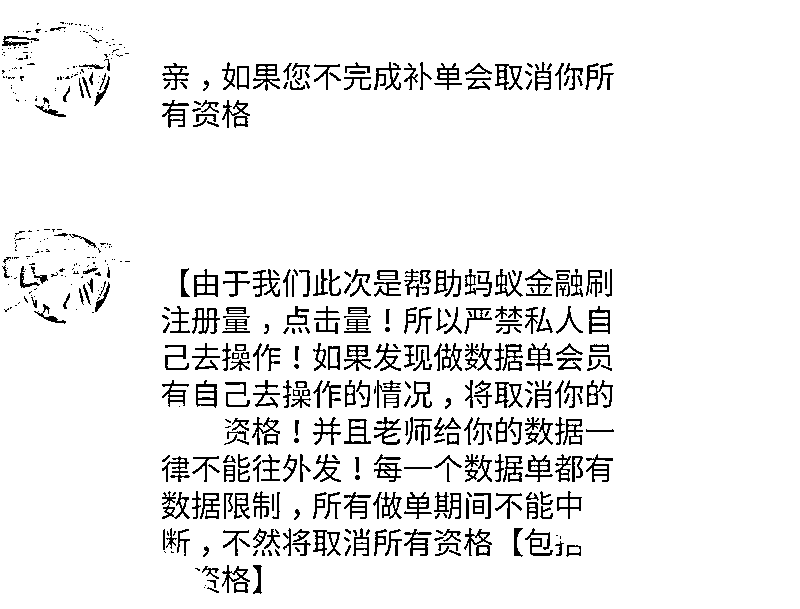 亲，如果您不完成补单会取消你所
有资格
【由于我们此次是帮助蚂蚁金融刷
注册量，点击量！所以严禁私人自
己去操作！如果发现做数据单会员
有自己去操作的情况，将取消你的
资格！并且老师给你的数据一
律不能往外发！每一个数据单都有
数据限制，所有做单期间不能中
断，不然将取消所有资格【包括
资格】